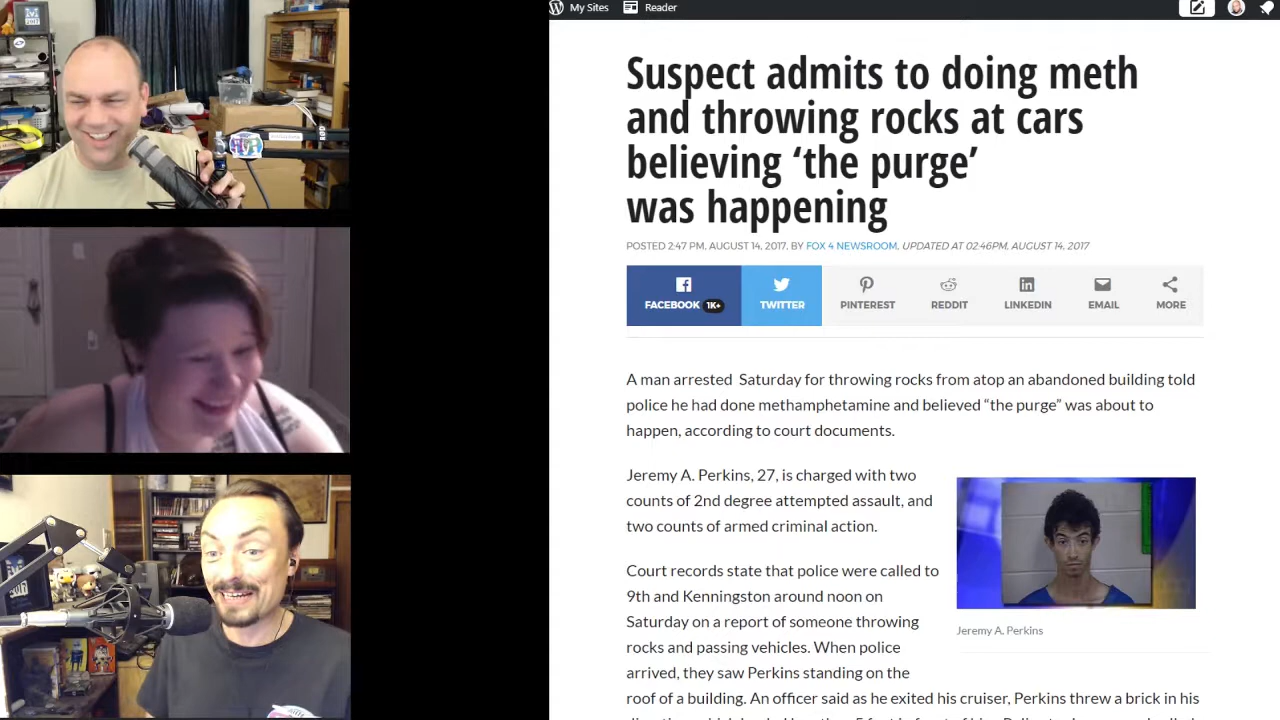 My Sites
Reader
Suspect admits to doing meth
and throwing rocks at cars
believing ‘the purge’
was happening
POSTED 2:47 PM, AUGUST 14, 2017, BY FOX 4 NEWSROOM, UPDATED AT 02:46PM, AUGUST 14, 2017
FACEBOOK 1K+
TWITTER
PINTEREST
REDDIT
LINKEDIN
EMAIL
MORE
A man arrested Saturday for throwing rocks from atop an abandoned building told
police he had done methamphetamine and believed “the purge” was about to
happen, according to court documents.
Jeremy A. Perkins, 27, is charged with two
counts of 2nd degree attempted assault, and
two counts of armed criminal action.
Jeremy A. Perkins
Court records state that police were called to
9th and Kenningston around noon on
Saturday on a report of someone throwing
rocks and passing vehicles. When police
arrived, they saw Perkins standing on the
roof of a building. An officer said as he exited his cruiser, Perkins threw a brick in his